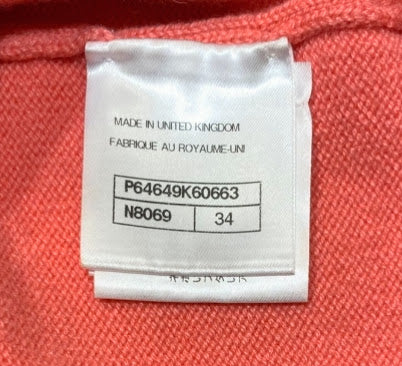 MADE IN UNITED KINGDOM
FABRIQUE AU ROYAUME-UNI
P64649K60663
N8069 34